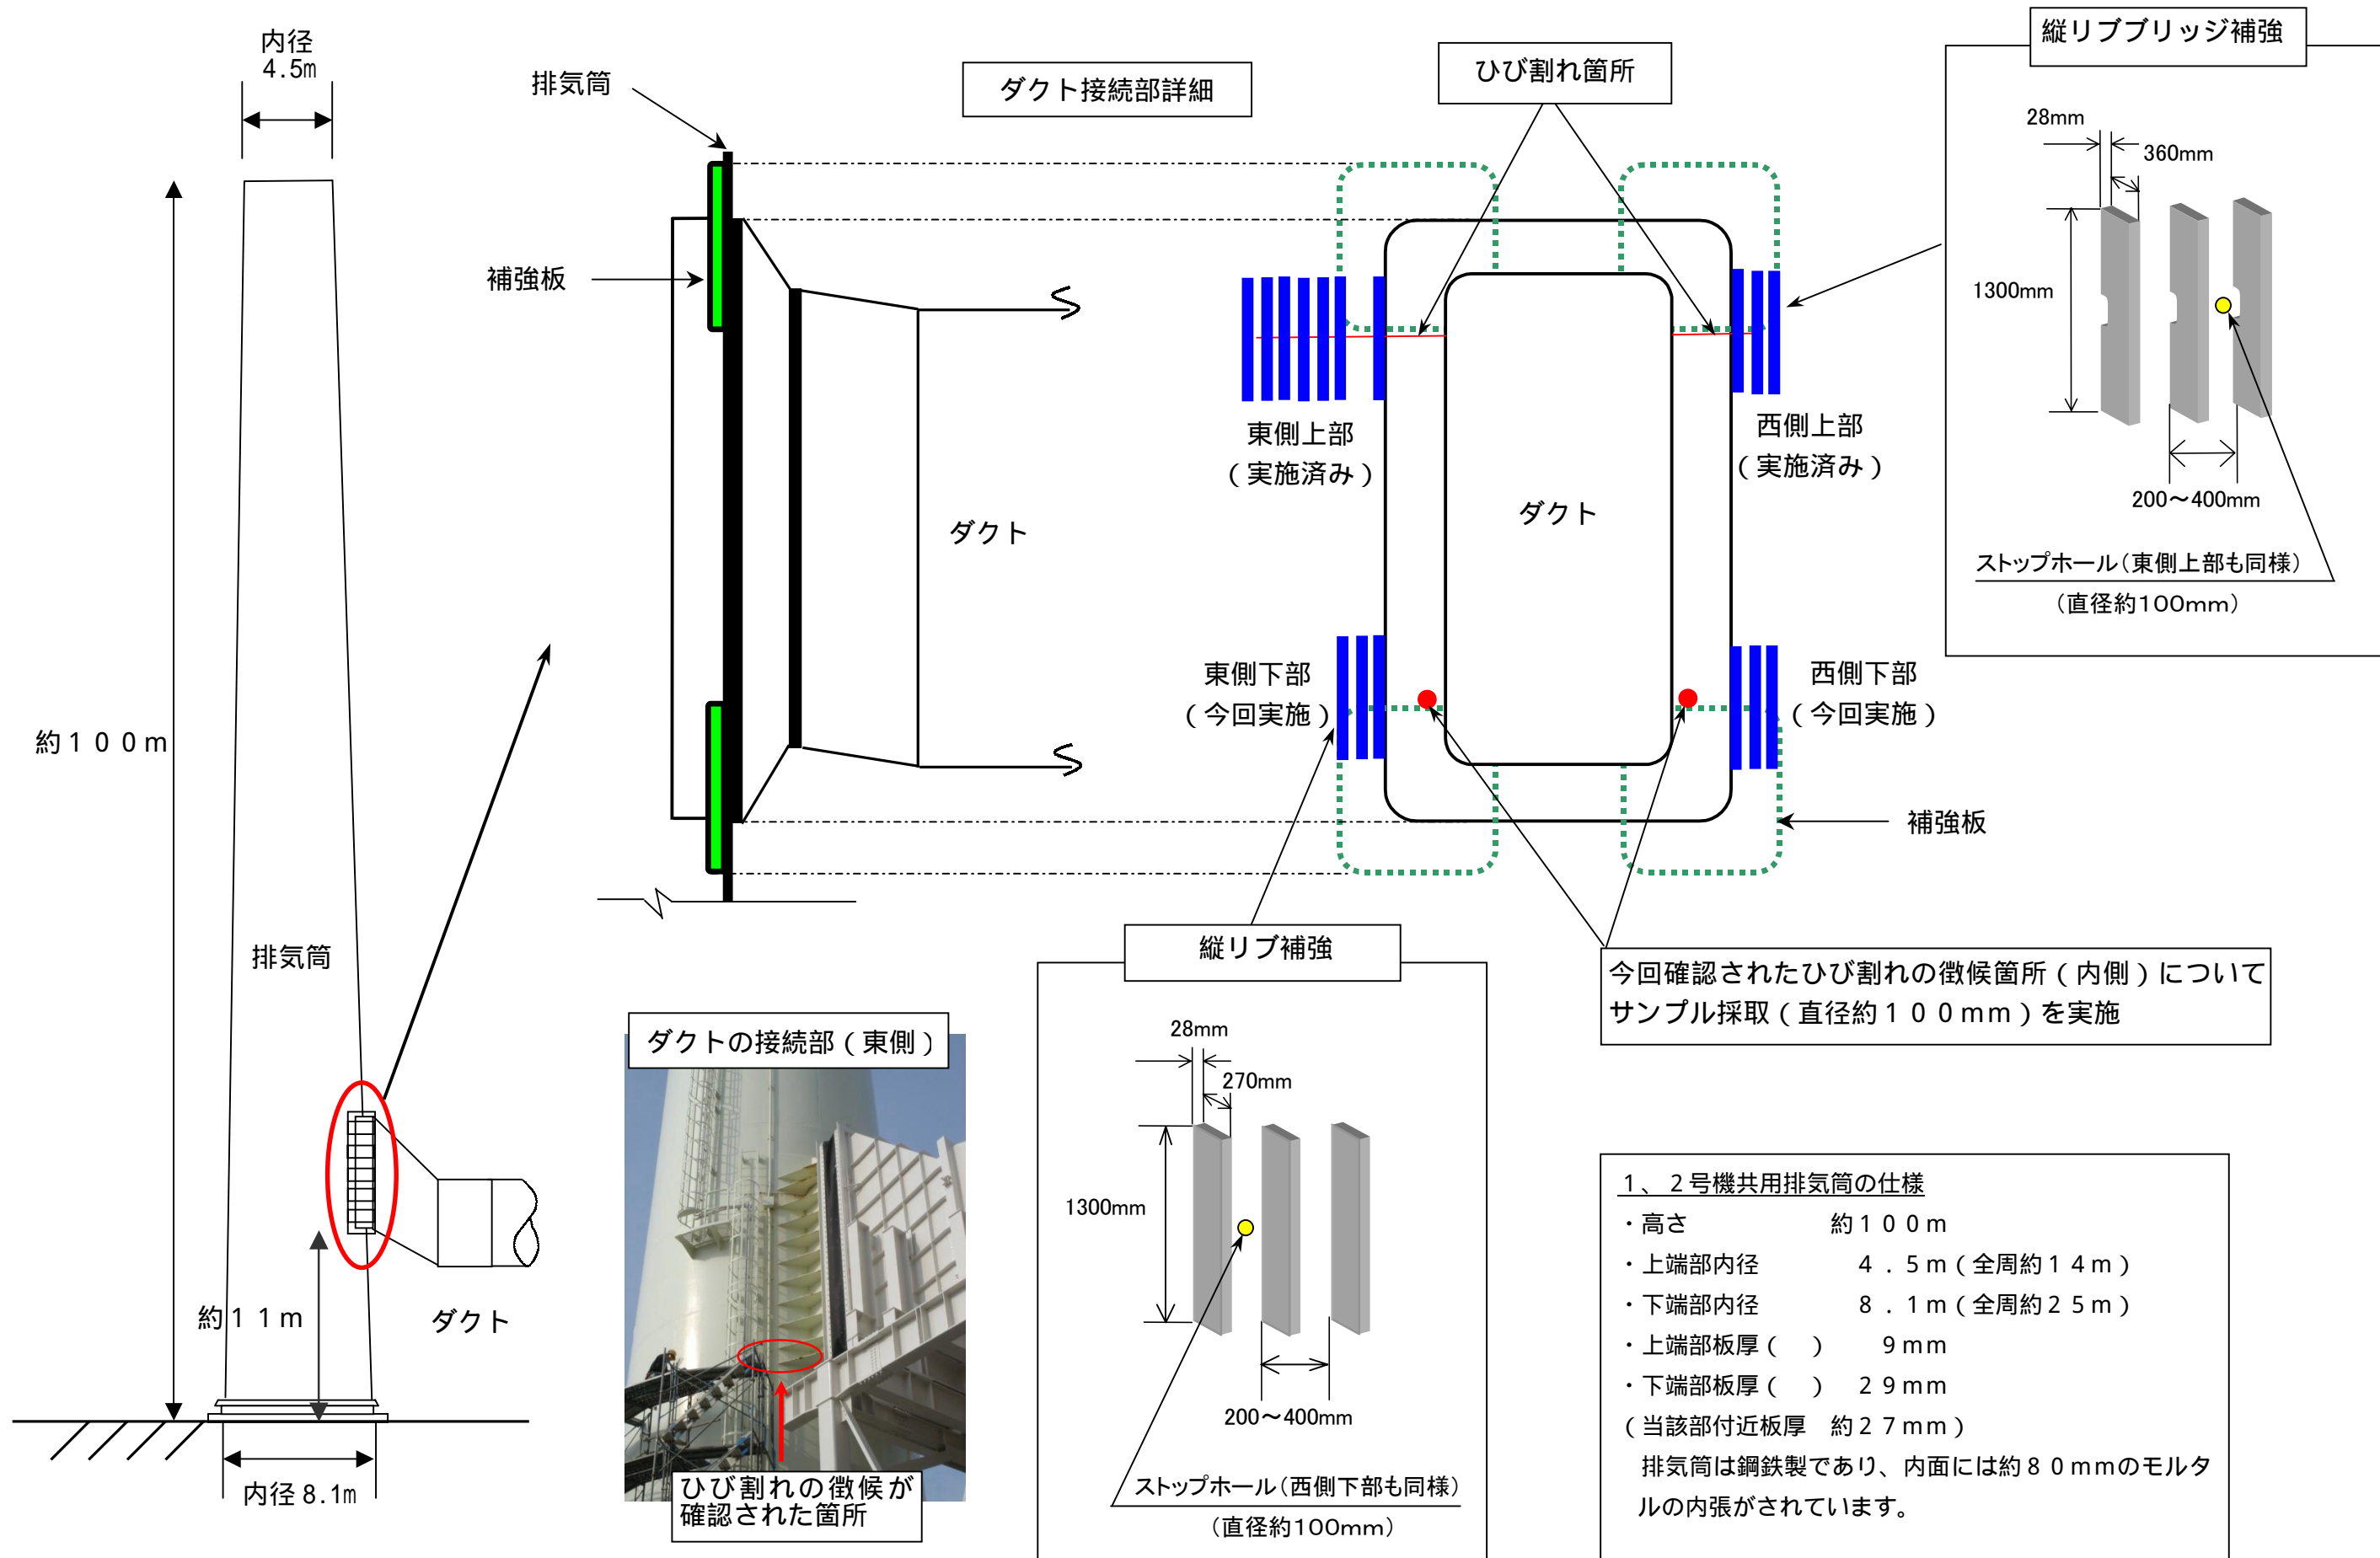 内径
4.5m
約１００m
排気筒
約１１m
ダクト
内径 8.1m
排気筒
補強板
ダクト
ダクト接続部詳細
ひび割れ箇所
東側上部
（実施済み）
西側上部
（実施済み）
ダクト
東側下部
（今回実施）
西側下部
（今回実施）
補強板
縦リブブリッジ補強
28mm
360mm
1300mm
200～400mm
ストップホール（東側上部も同様）
（直径約100mm）
今回確認されたひび割れの徴候箇所（内側）について
サンプル採取（直径約１００mm）を実施
ダクトの接続部（東側）
ひび割れの徴候が
確認された箇所
縦リブ補強
28mm
270mm
1300mm
200～400mm
ストップホール（西側下部も同様）
（直径約100mm）
１、２号機共用排気筒の仕様
・高さ　約１００m
・上端部内径　４．５m（全周約１４m）
・下端部内径　８．１m（全周約２５m）
・上端部板厚（　）　９mm
・下端部板厚（　）　２９mm
（当該部付近板厚　約２７mm）
排気筒は鋼鉄製であり、内面には約８０mmのモルタ
ルの内張がされています。